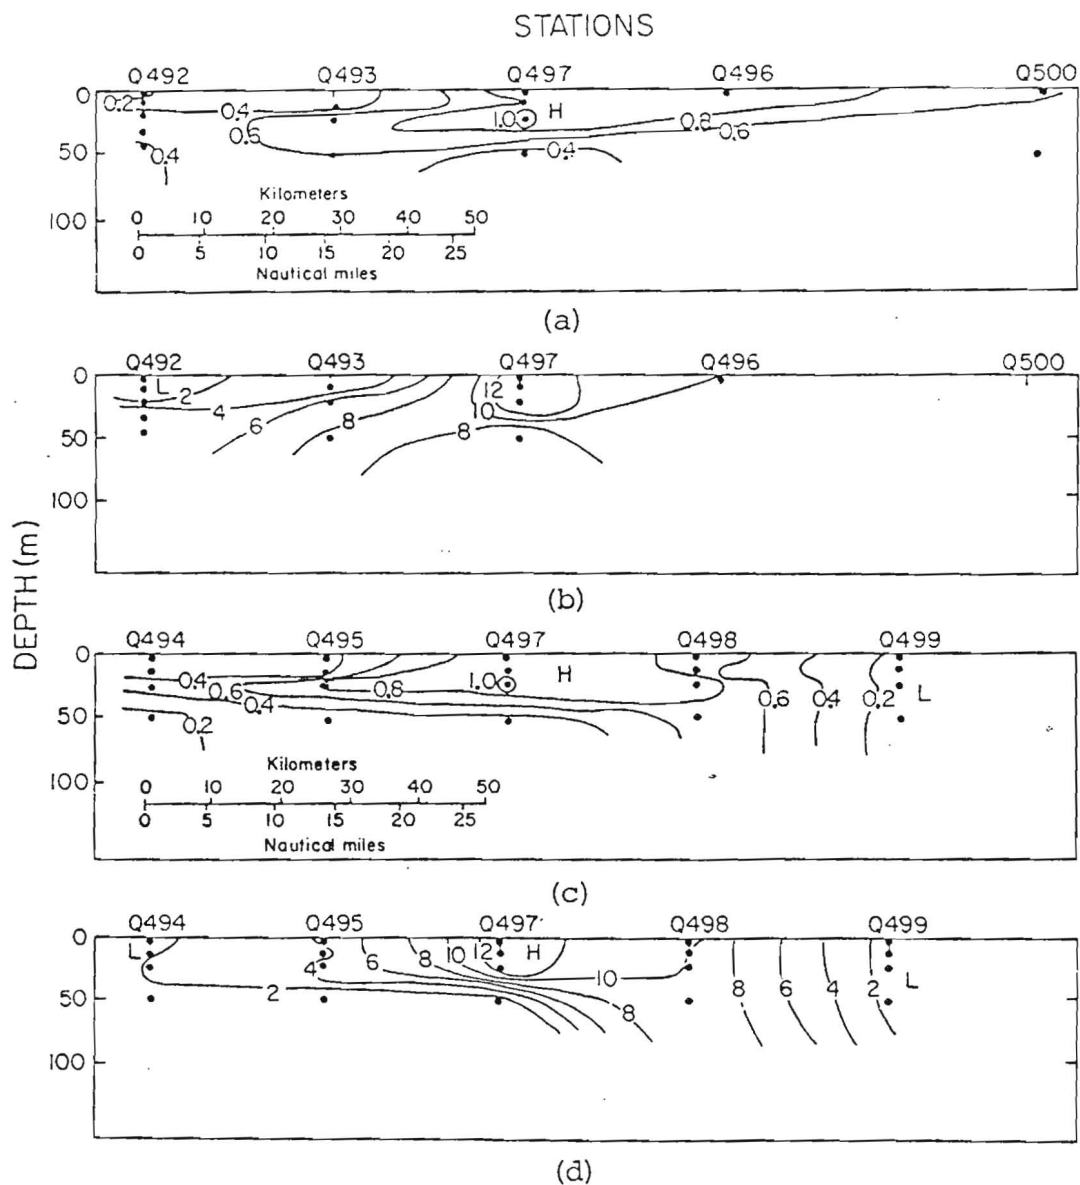 STATIONS
Q492 Q493 Q497 Q496 Q500
0 0.2 0.4 1.0 H 0.8
0.6 0.6
50 0.4 0.4
Kilometers
100 0 10 20 30 40 50
0 5 10 15 20 25
Nautical miles
(a)
Q492 Q493 Q497 Q496 Q500
0 L 2 12
4 10
6 8 8
50
100
(b)
DEPTH (m)
Q494 Q495 Q497 Q498 Q499
0 0.4 0.6 0.8 1.0 H 0.6 0.4 0.2 L
0.4
50 0.2
Kilometers
100 0 10 20 30 40 50
0 5 10 15 20 25
Nautical miles
(c)
Q494 Q495 Q497 Q498 Q499
0 L 4 6 8 10 12 H
10 L
50 2 8 8 6 4 2
100
(d)